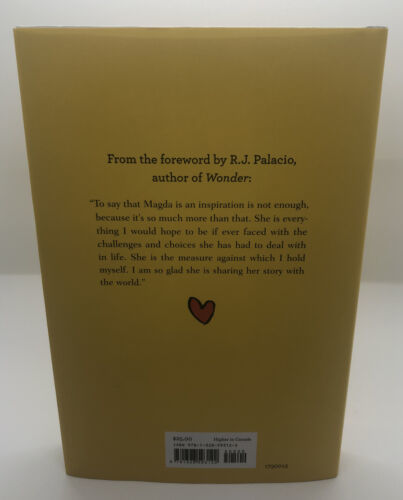 From the foreword by R.J. Palacio,
author of Wonder:
"To say that Magda is an inspiration is not enough,
because it's so much more than that. She is every-
thing I would hope to be if ever faced with the
challenges and choices she has had to deal with
in life. She is the measure against which I hold
myself. I am so glad she is sharing her story with
the world."
$25.00 Higher in Canada